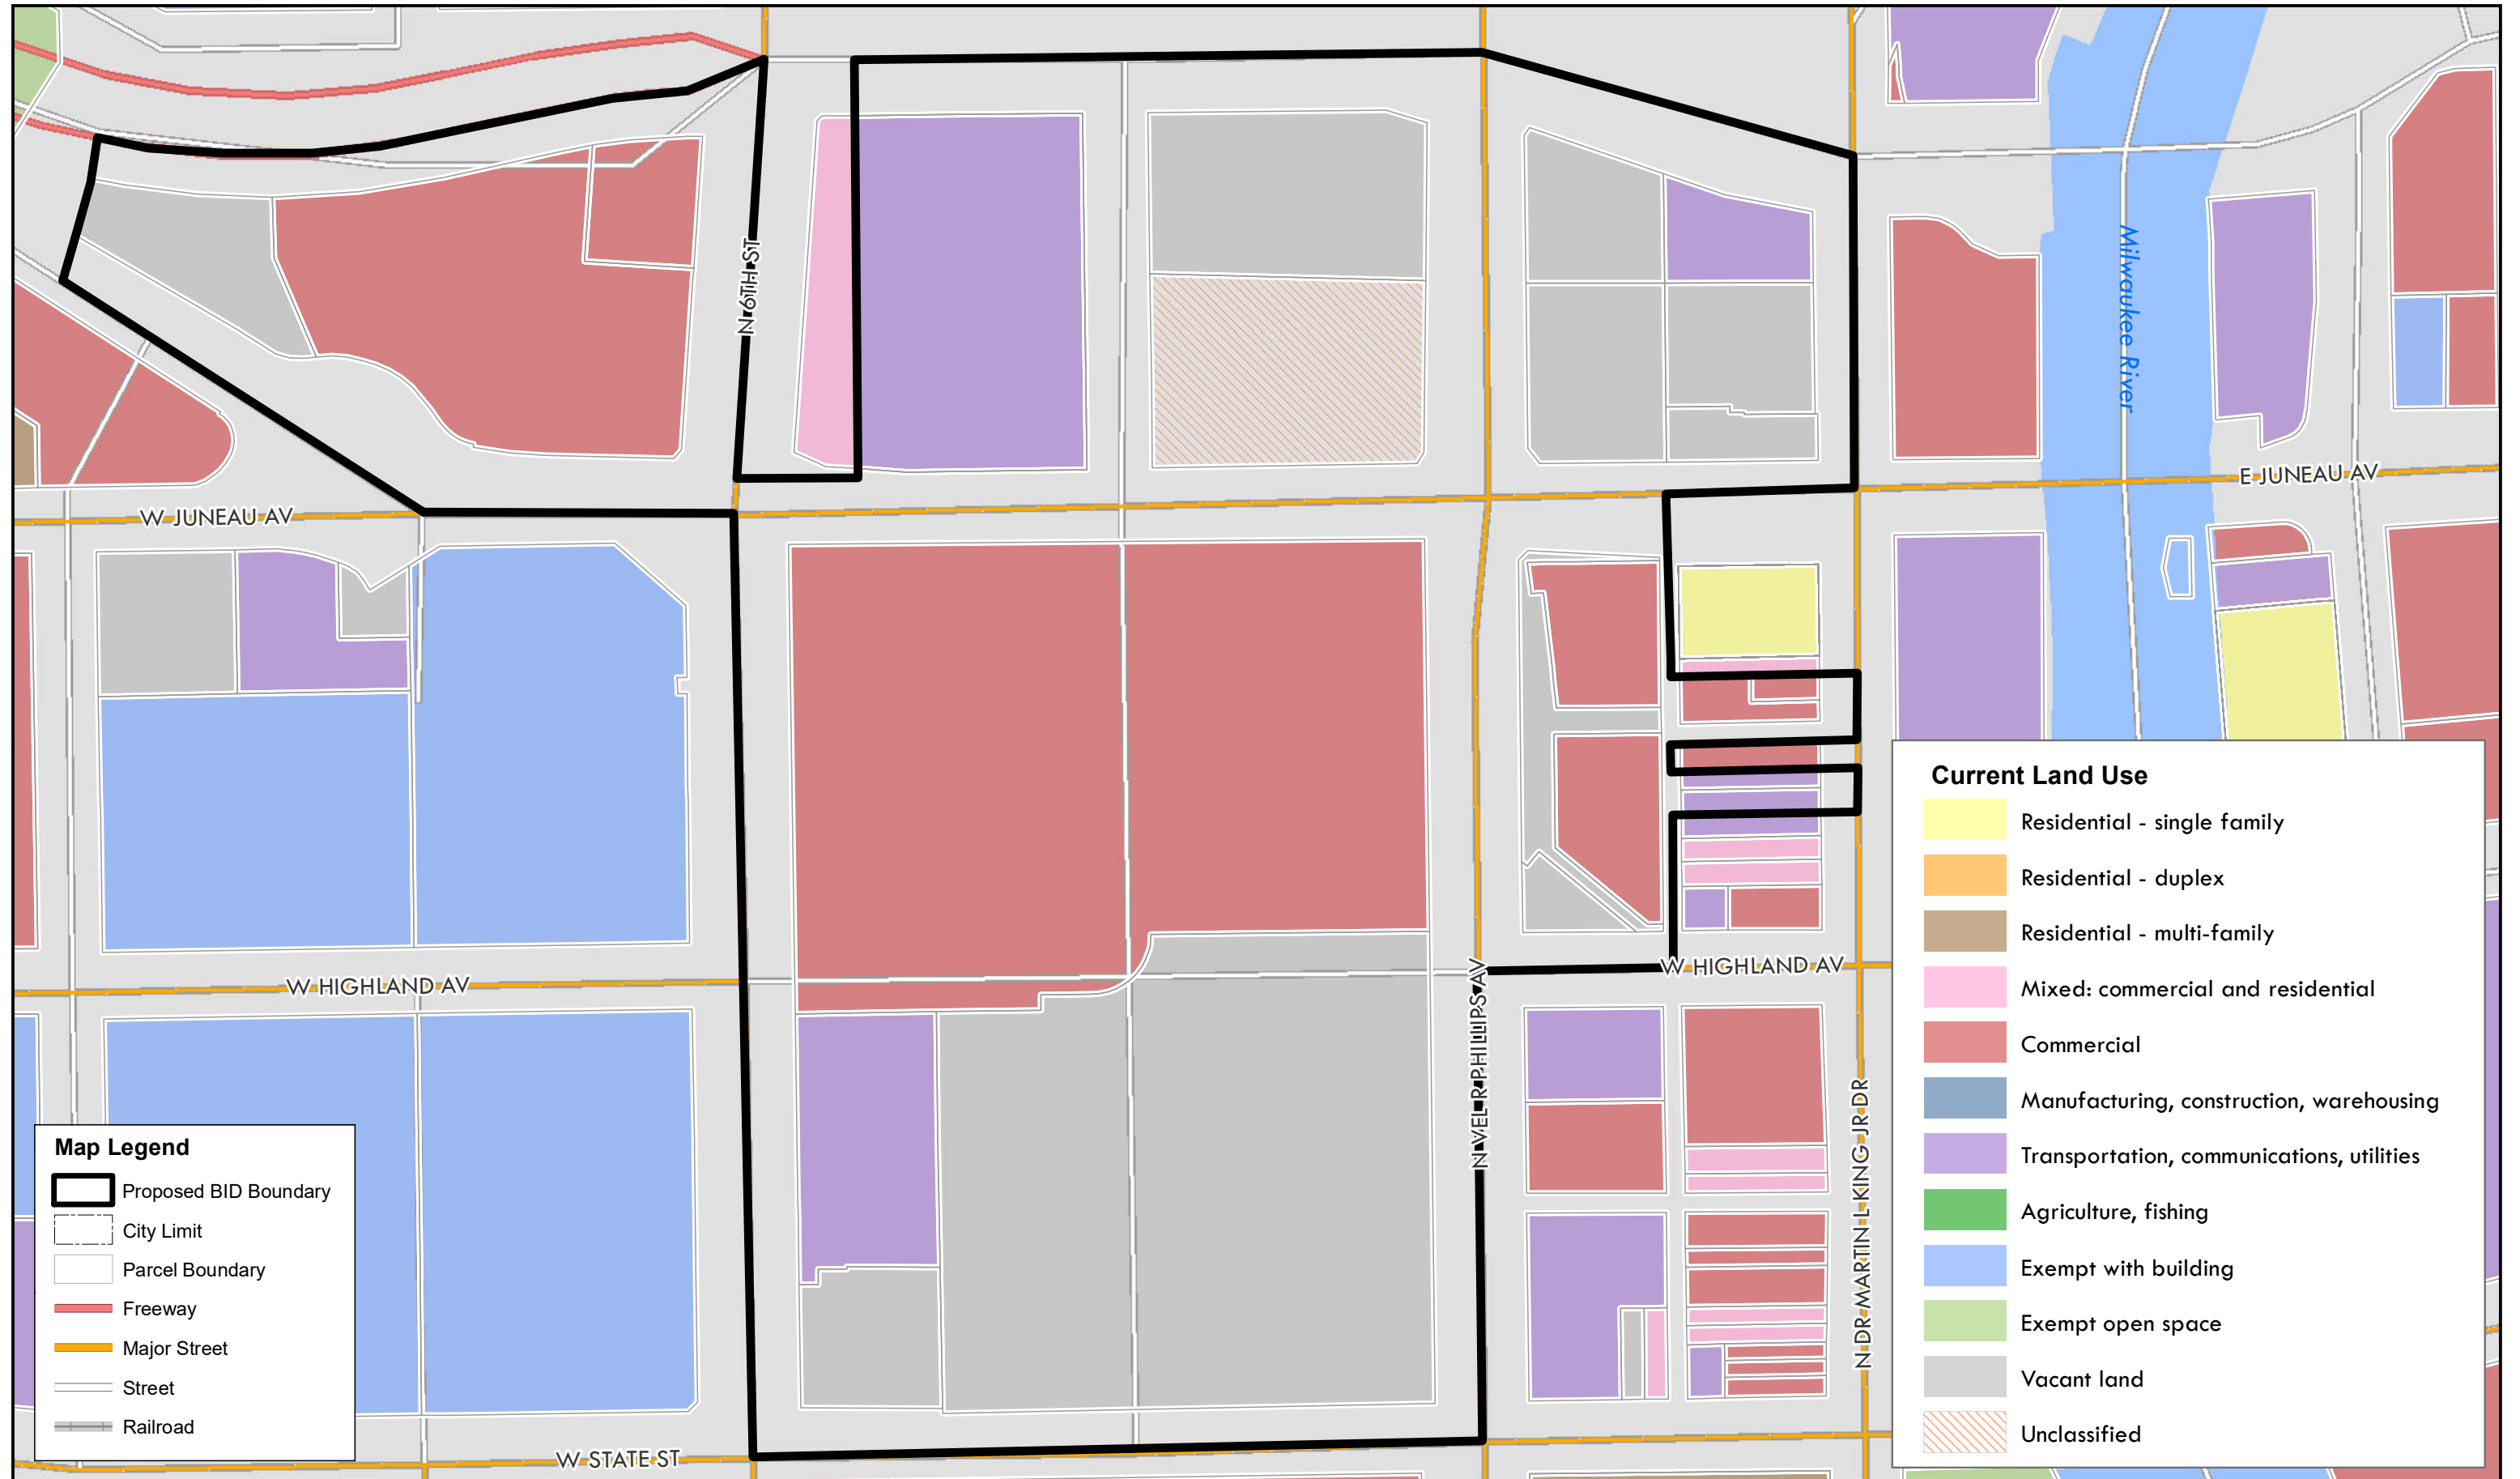 N 6TH ST
Milwaukee River
E JUNEAU AV
W JUNEAU AV
W HIGHLAND AV
W HIGHLAND AV
N VEL R PHILLIPS AV
N DR MARTIN L KING JR DR
W STATE ST
Map Legend
Proposed BID Boundary
City Limit
Parcel Boundary
Freeway
Major Street
Street
Railroad
Current Land Use
Residential - single family
Residential - duplex
Residential - multi-family
Mixed: commercial and residential
Commercial
Manufacturing, construction, warehousing
Transportation, communications, utilities
Agriculture, fishing
Exempt with building
Exempt open space
Vacant land
Unclassified